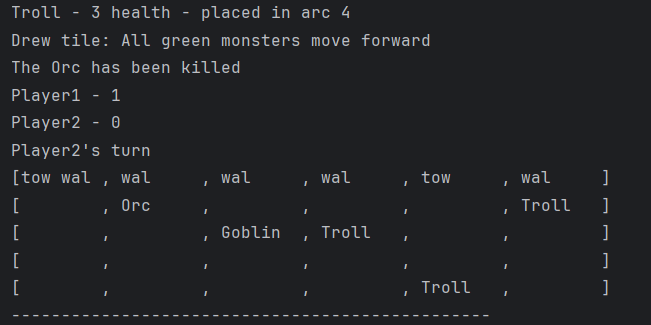 Troll - 3 health - placed in arc 4
Drew tile: All green monsters move forward
The Orc has been killed
Player1 - 1
Player2 - 0
Player2's turn
[tow wal , wal     , wal     , wal     , tow     , wal     ]
[        , Orc     ,         ,         ,         , Troll   ]
[        ,         , Goblin  , Troll   ,         ,         ]
[        ,         ,         ,         ,         ,         ]
[        ,         ,         ,         , Troll   ,         ]
------------------------------------------------